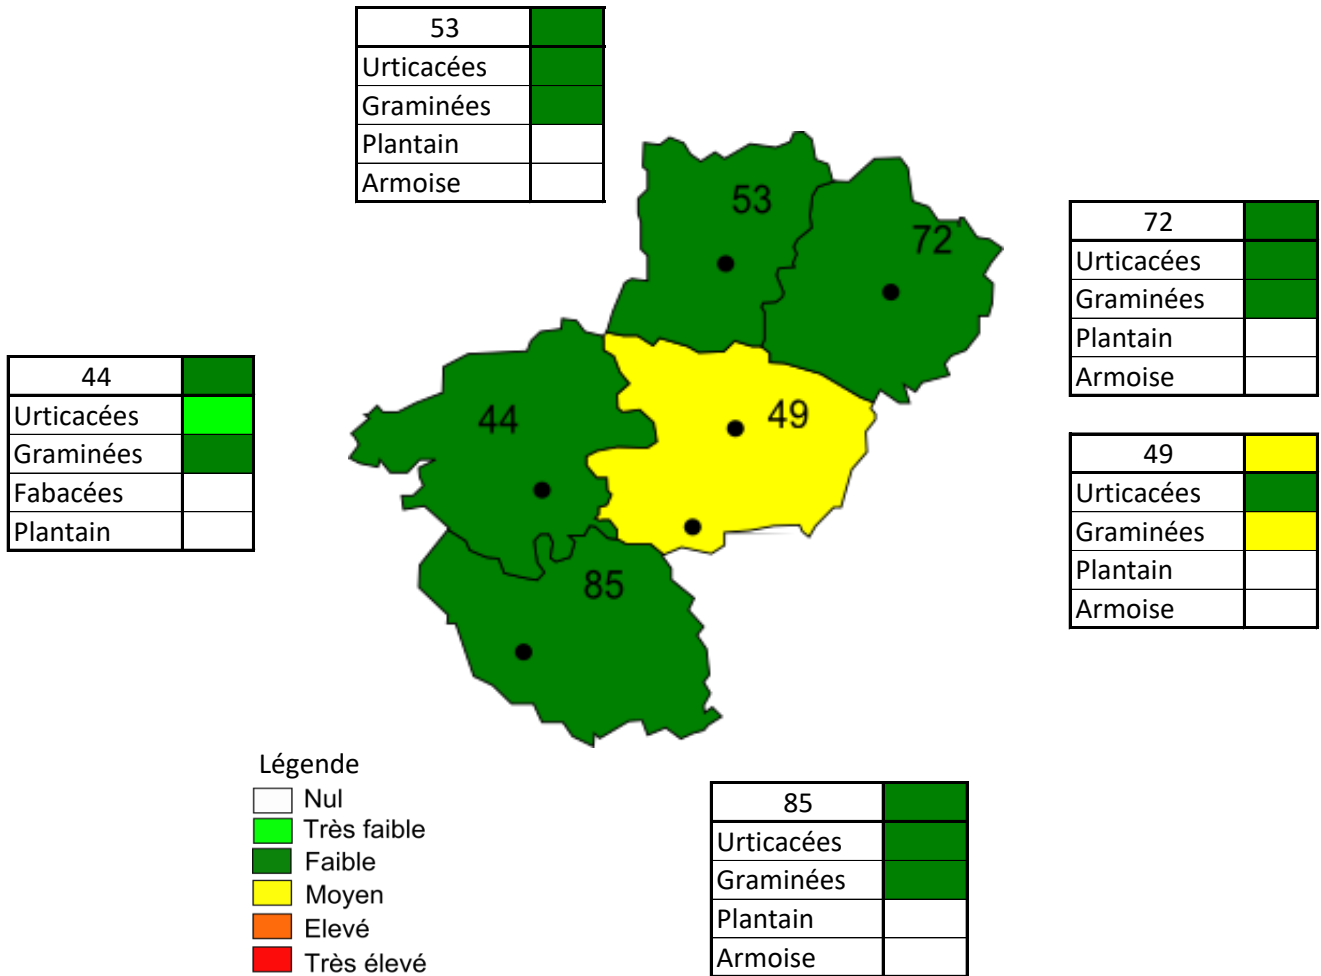 53
Urticacées
Graminées
Plantain
Armoise
53
72
72
Urticacées
Graminées
Plantain
Armoise
44
Urticacées
Graminées
Fabacées
Plantain
44
49
49
Urticacées
Graminées
Plantain
Armoise
85
Légende
Nul
Très faible
Faible
Moyen
Elevé
Très élevé
85
Urticacées
Graminées
Plantain
Armoise